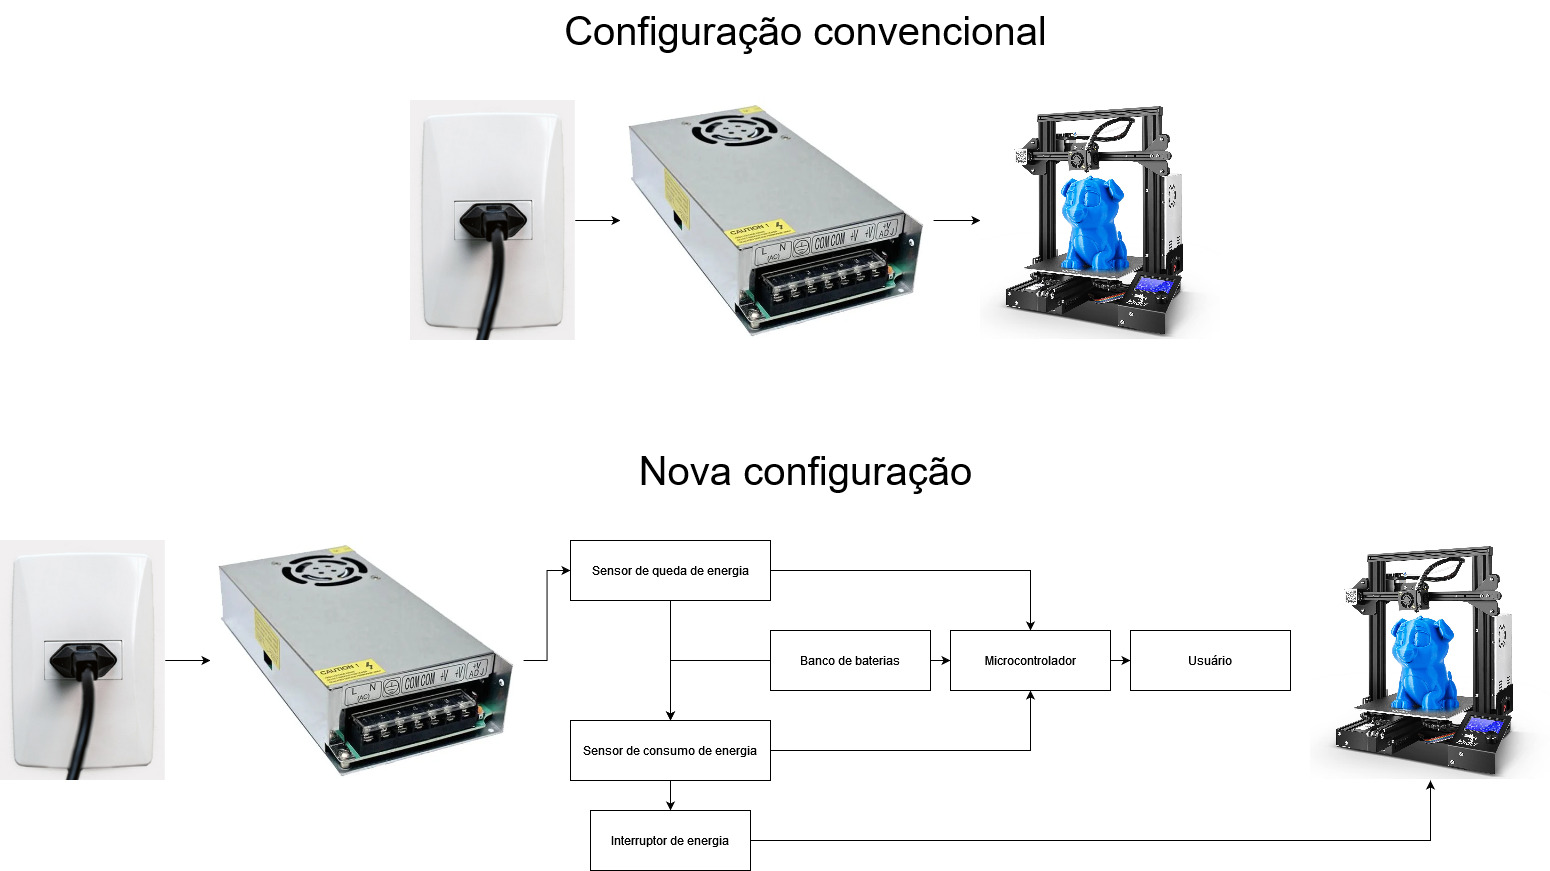 Configuração convencional
CAUTION !
L N
(AC)
COM COM +V +V
+V
ADJ
Nova configuração
Sensor de queda de energia
CAUTION !
L N
(AC)
COM COM +V +V
+V
ADJ
Banco de baterias
Microcontrolador
Usuário
Sensor de consumo de energia
Interruptor de energia